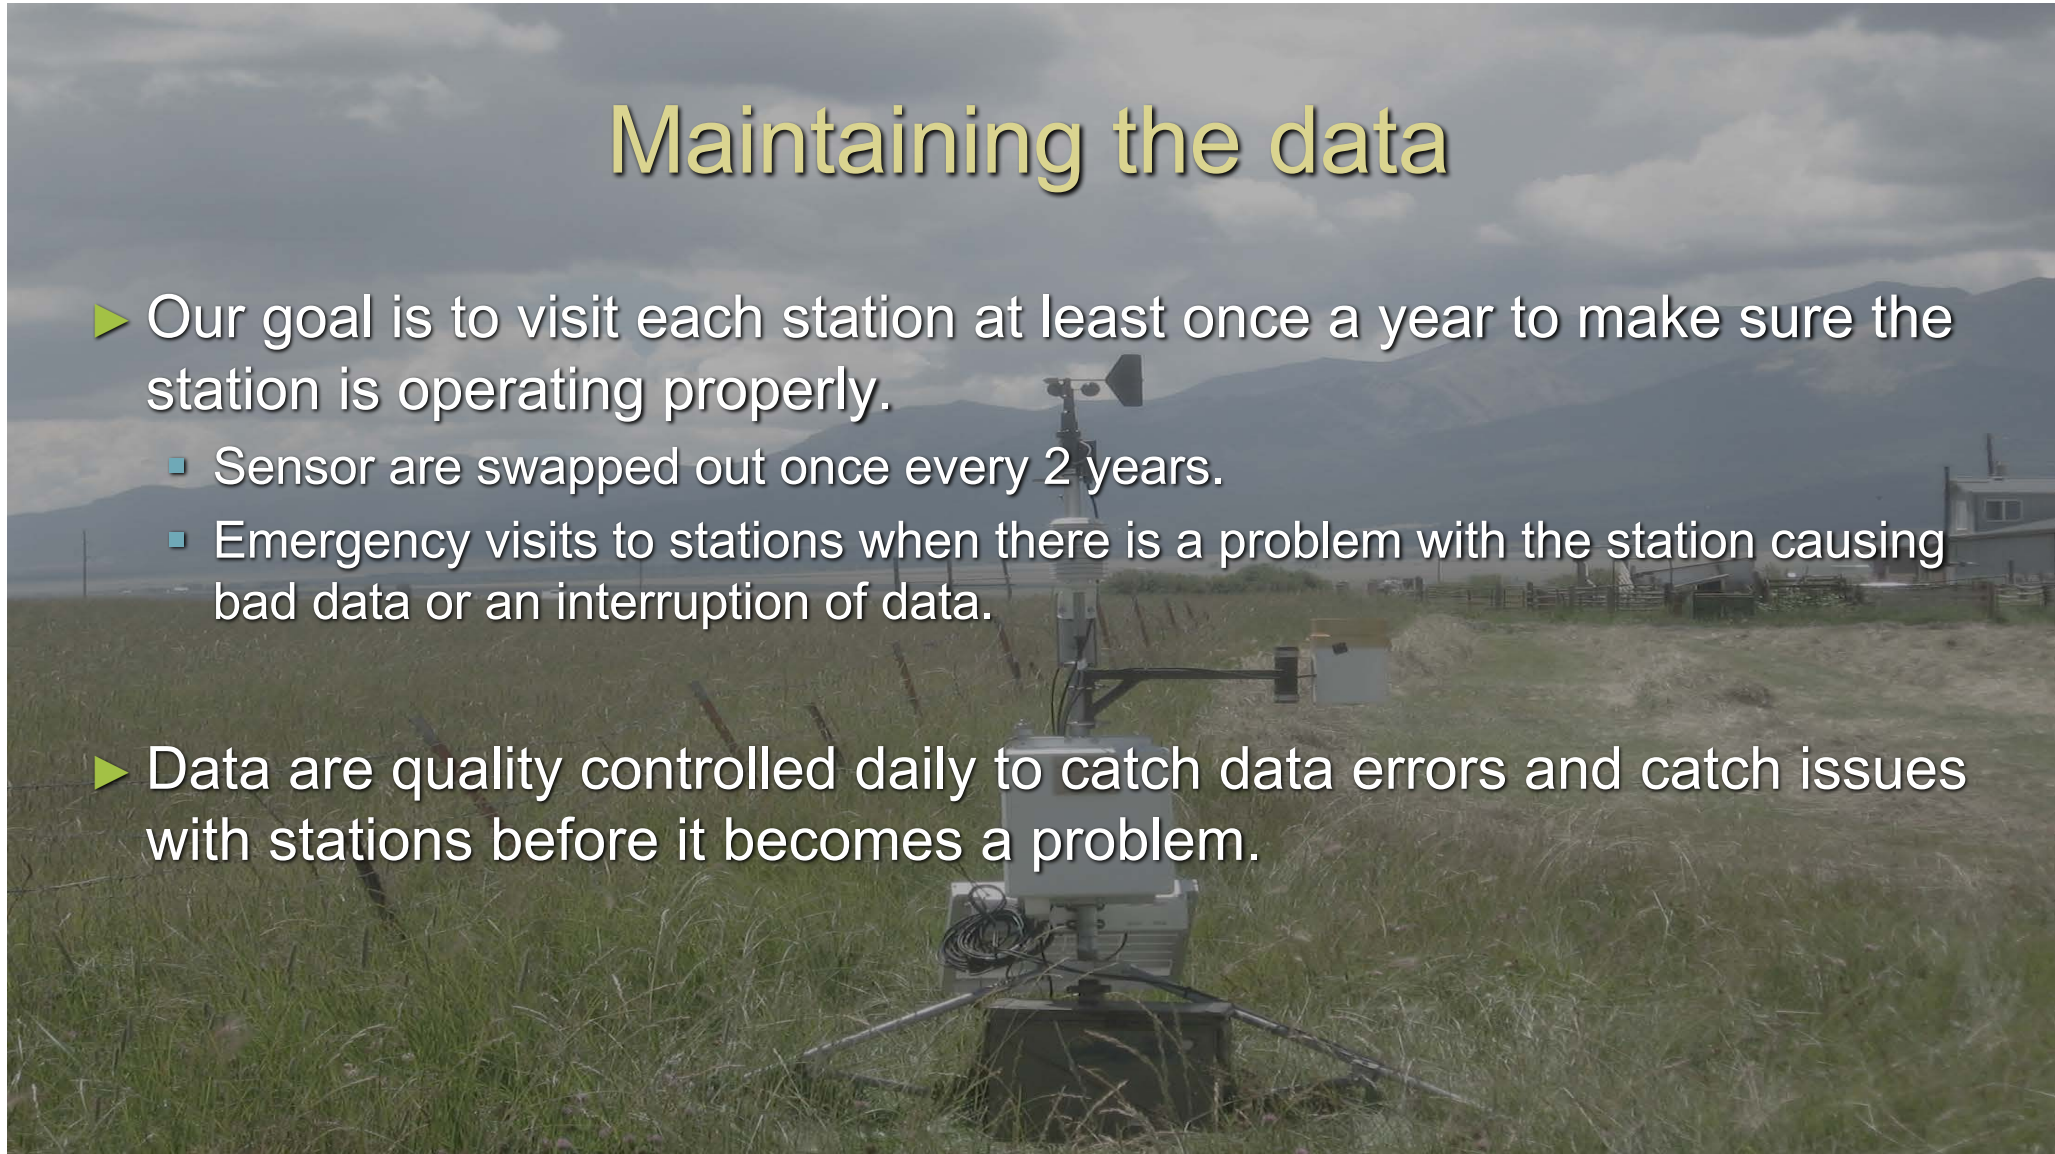 Maintaining the data
► Our goal is to visit each station at least once a year to make sure the
station is operating properly.
▪ Sensor are swapped out once every 2 years.
▪ Emergency visits to stations when there is a problem with the station causing
bad data or an interruption of data.
► Data are quality controlled daily to catch data errors and catch issues
with stations before it becomes a problem.